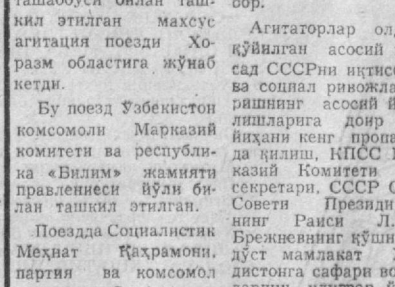 ташаббуси билан таш-
кил этилган махсус
агитация поезди Хо-
разм областига жўнаб
кетди.
Бу поезд Ўзбекистон
комсомоли Марказий
комитети ва республи-
ка «Билим» жамияти
правлениеси йўли би-
лан ташкил этилган.
Поездда Социалистик
Меҳнат Қаҳрамони,
партия ва комсомол
бор.
Агитаторлар ол
қўйилган асосий
сад СССРни иқтис
ва социал ривожла
ришнинг асосий й
лишларига доир
йиҳани кенг пропа
да қилиш, КПСС
казий Комитети
секретари, СССР О
Совети Президи
нинг Раиси Л.
Брежневнинг қўшн
дўст мамлакат
дистонга сафари во